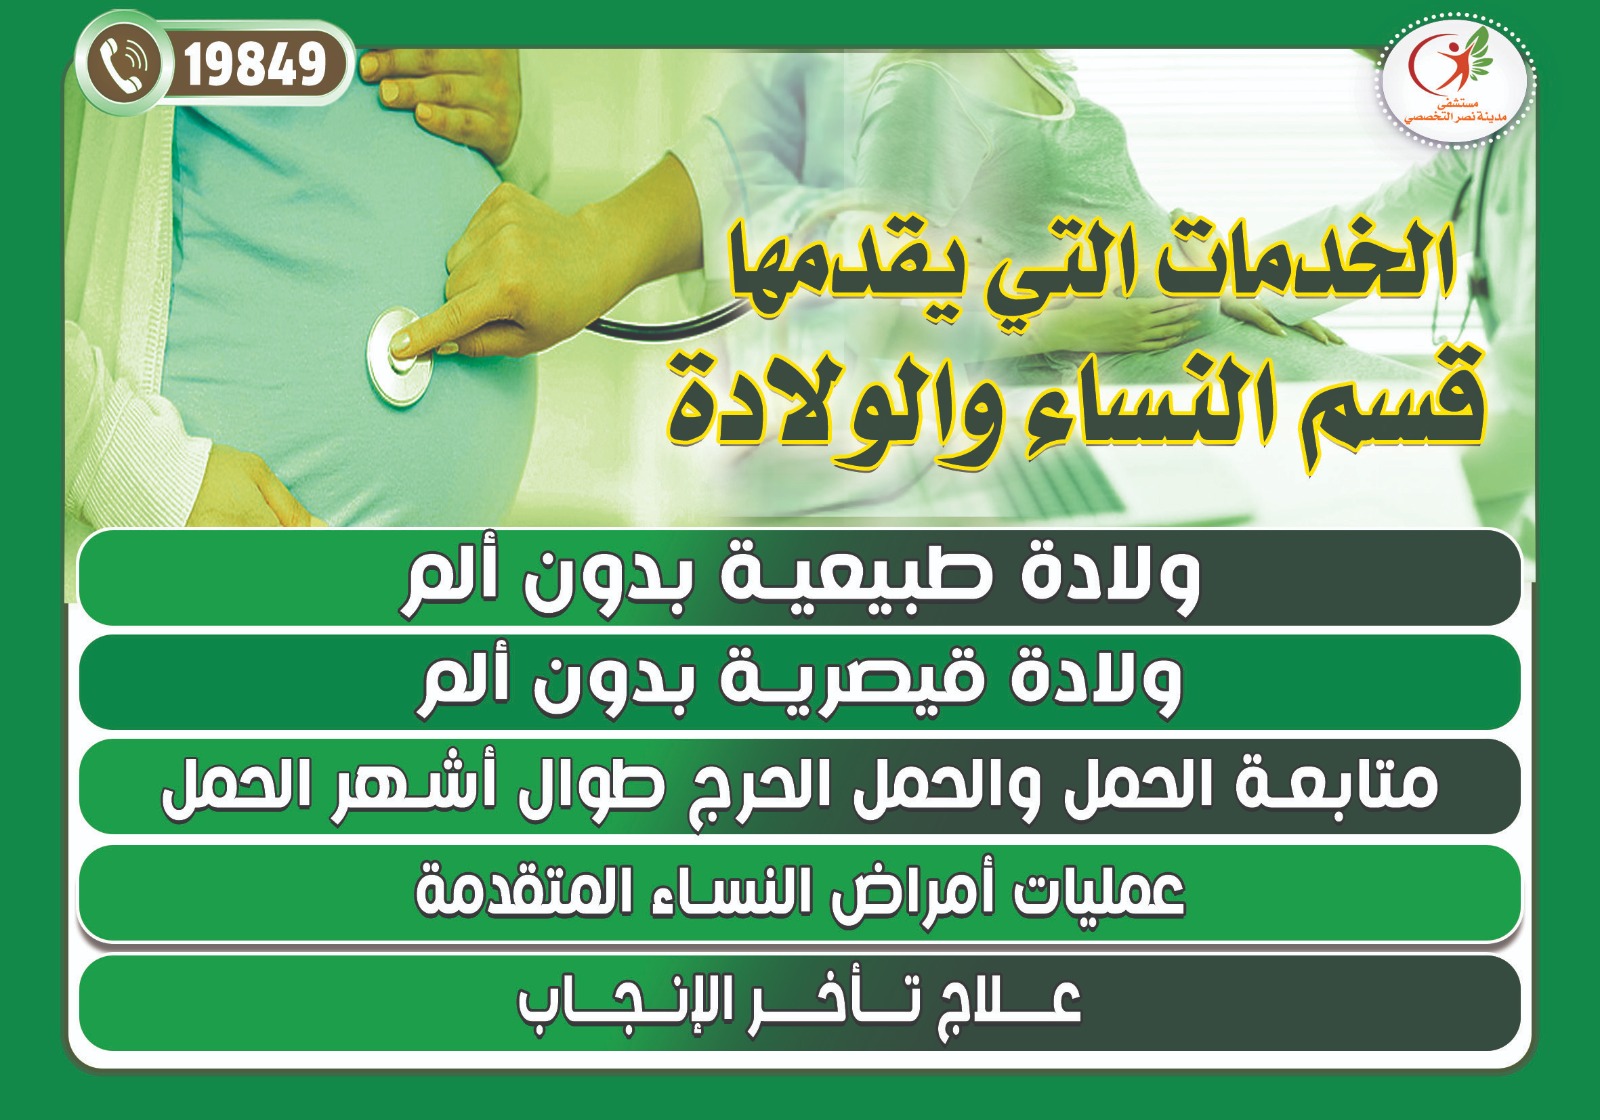 19849
مستشفي
مدينة نصر التخصصي
الخدمات التي يقدمها
قسم النساء والولادة
ولادة طبيعية بدون ألم
ولادة قيصرية بدون ألم
متابعة الحمل والحمل الحرج طوال أشهر الحمل
عمليات أمراض النساء المتقدمة
علاج تأخر الإنجاب